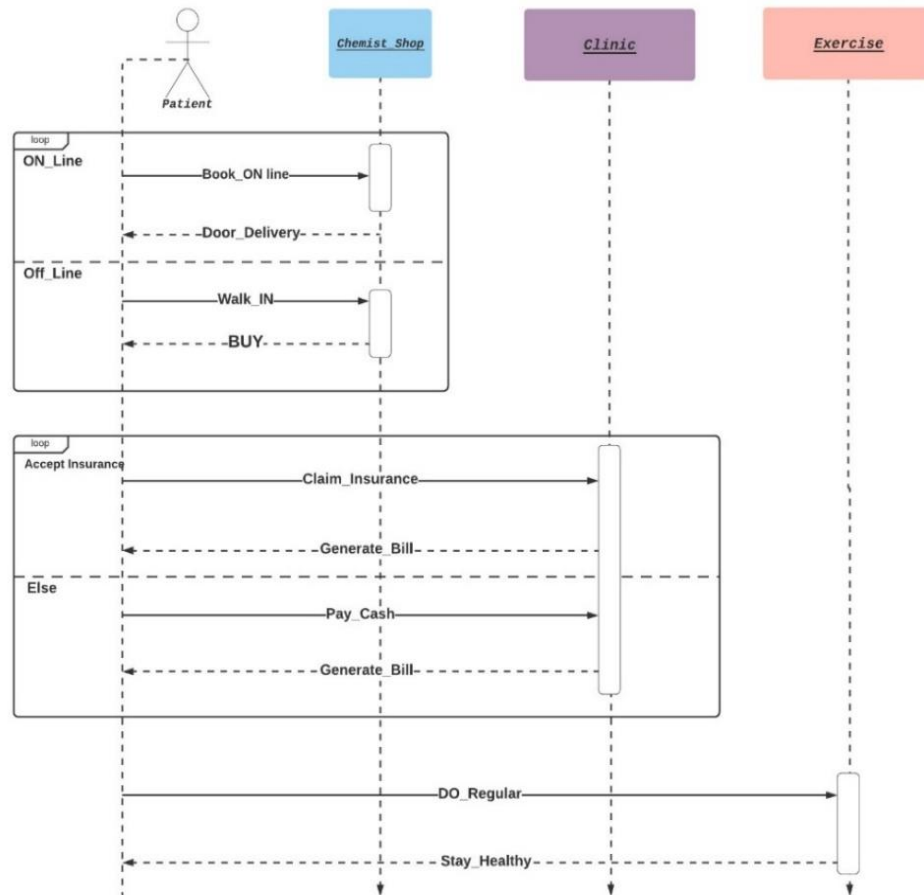 Patient
Chemist_Shop
Clinic
Exercise
loop
ON_Line
Book_ON line
Door_Delivery
Off_Line
Walk_IN
BUY
loop
Accept Insurance
Claim_Insurance
Generate_Bill
Else
Pay_Cash
Generate_Bill
DO_Regular
Stay_Healthy